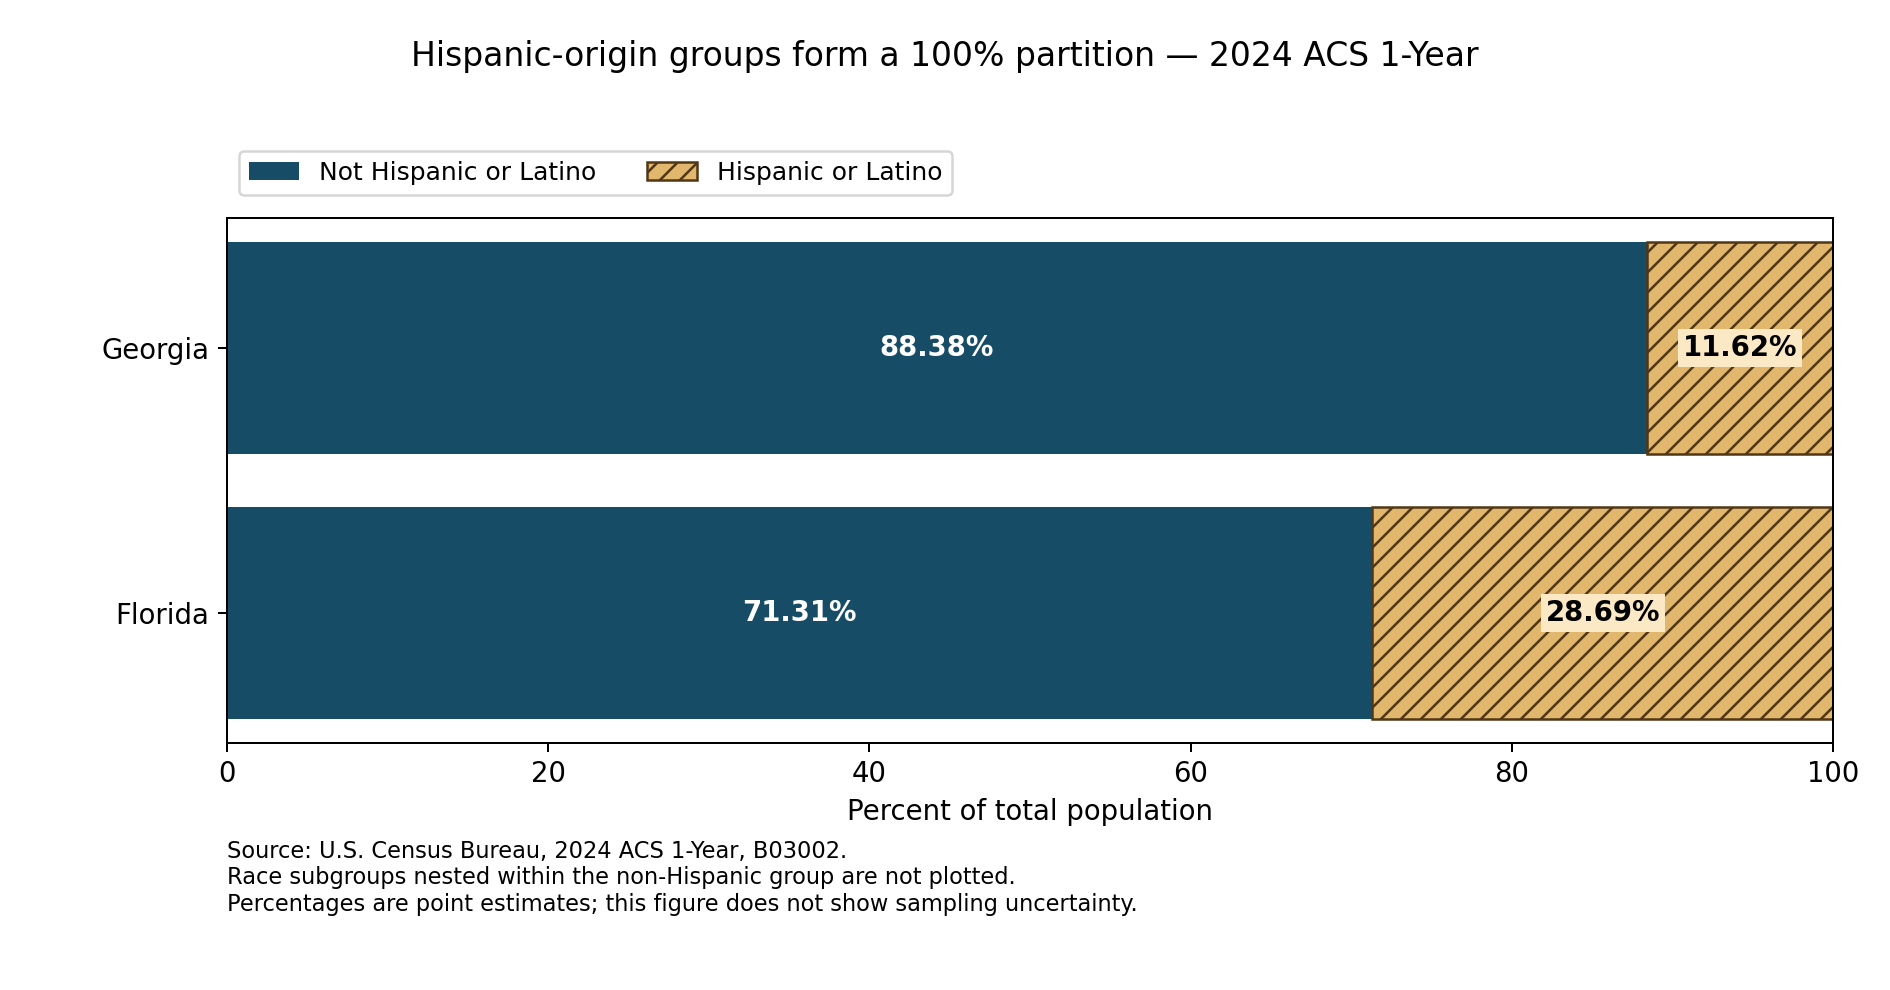 Hispanic-origin groups form a 100% partition — 2024 ACS 1-Year
Not Hispanic or Latino
Hispanic or Latino
Georgia
88.38%
11.62%
Florida
71.31%
28.69%
0 20 40 60 80 100
Percent of total population
Source: U.S. Census Bureau, 2024 ACS 1-Year, B03002.
Race subgroups nested within the non-Hispanic group are not plotted.
Percentages are point estimates; this figure does not show sampling uncertainty.